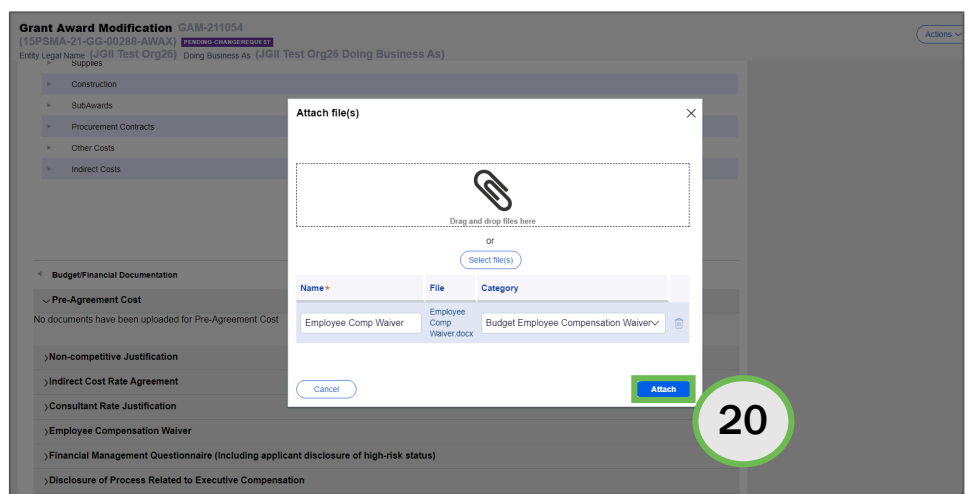 Grant Award Modification GAM-211054
(15PSMA-21-GG-00288-AWAX) PENDING-CHANGEREQUEST
Entity Legal Name (JGII Test Org26) Doing Business As (JGII Test Org26 Doing Business As)
Actions
Supplies
Construction
SubAwards
Procurement Contracts
Other Costs
Indirect Costs
Attach file(s)
Drag and drop files here
or
Select file(s)
Name* File Category
Employee Comp Waiver
Employee
Comp
Waiver.docx
Budget Employee Compensation Waiver
Cancel
Attach
20
Budget/Financial Documentation
Pre-Agreement Cost
No documents have been uploaded for Pre-Agreement Cost
Non-competitive Justification
Indirect Cost Rate Agreement
Consultant Rate Justification
Employee Compensation Waiver
Financial Management Questionnaire (Including applicant disclosure of high-risk status)
Disclosure of Process Related to Executive Compensation